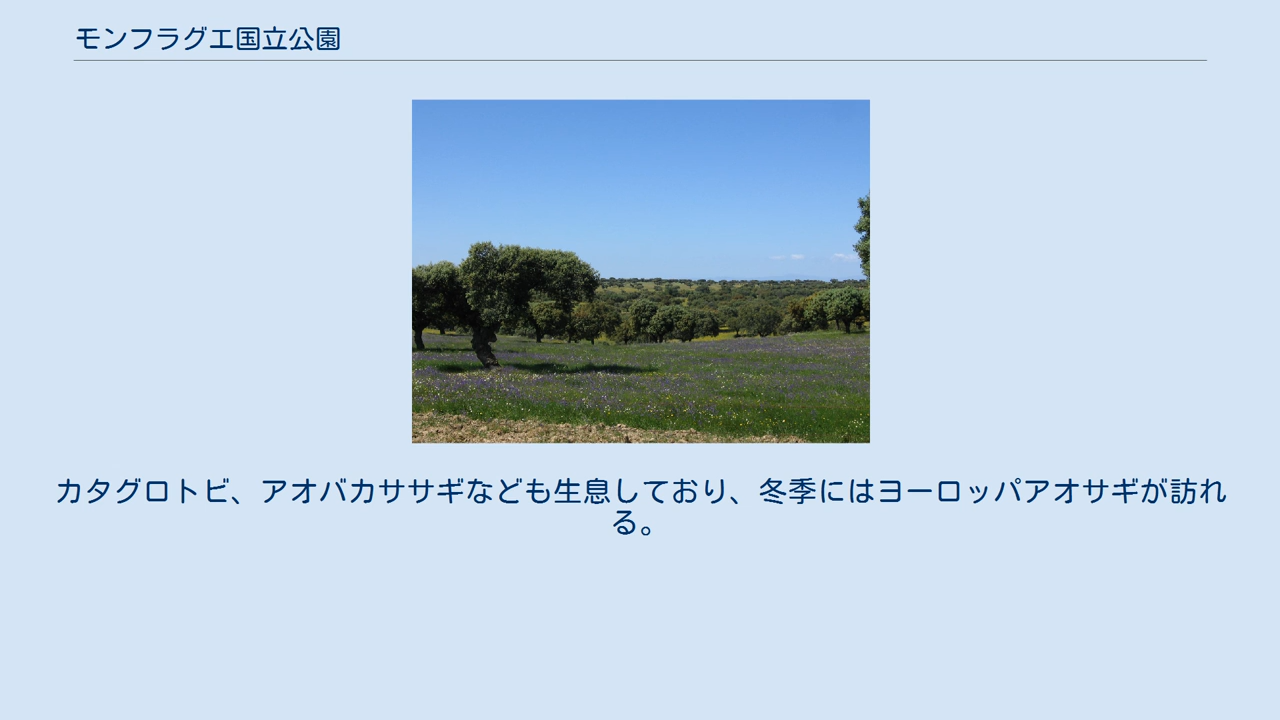 モンフラグエ国立公園
カタグロトビ、アオバカササギなども生息しており、冬季にはヨーロッパアオサギが訪れ
る。